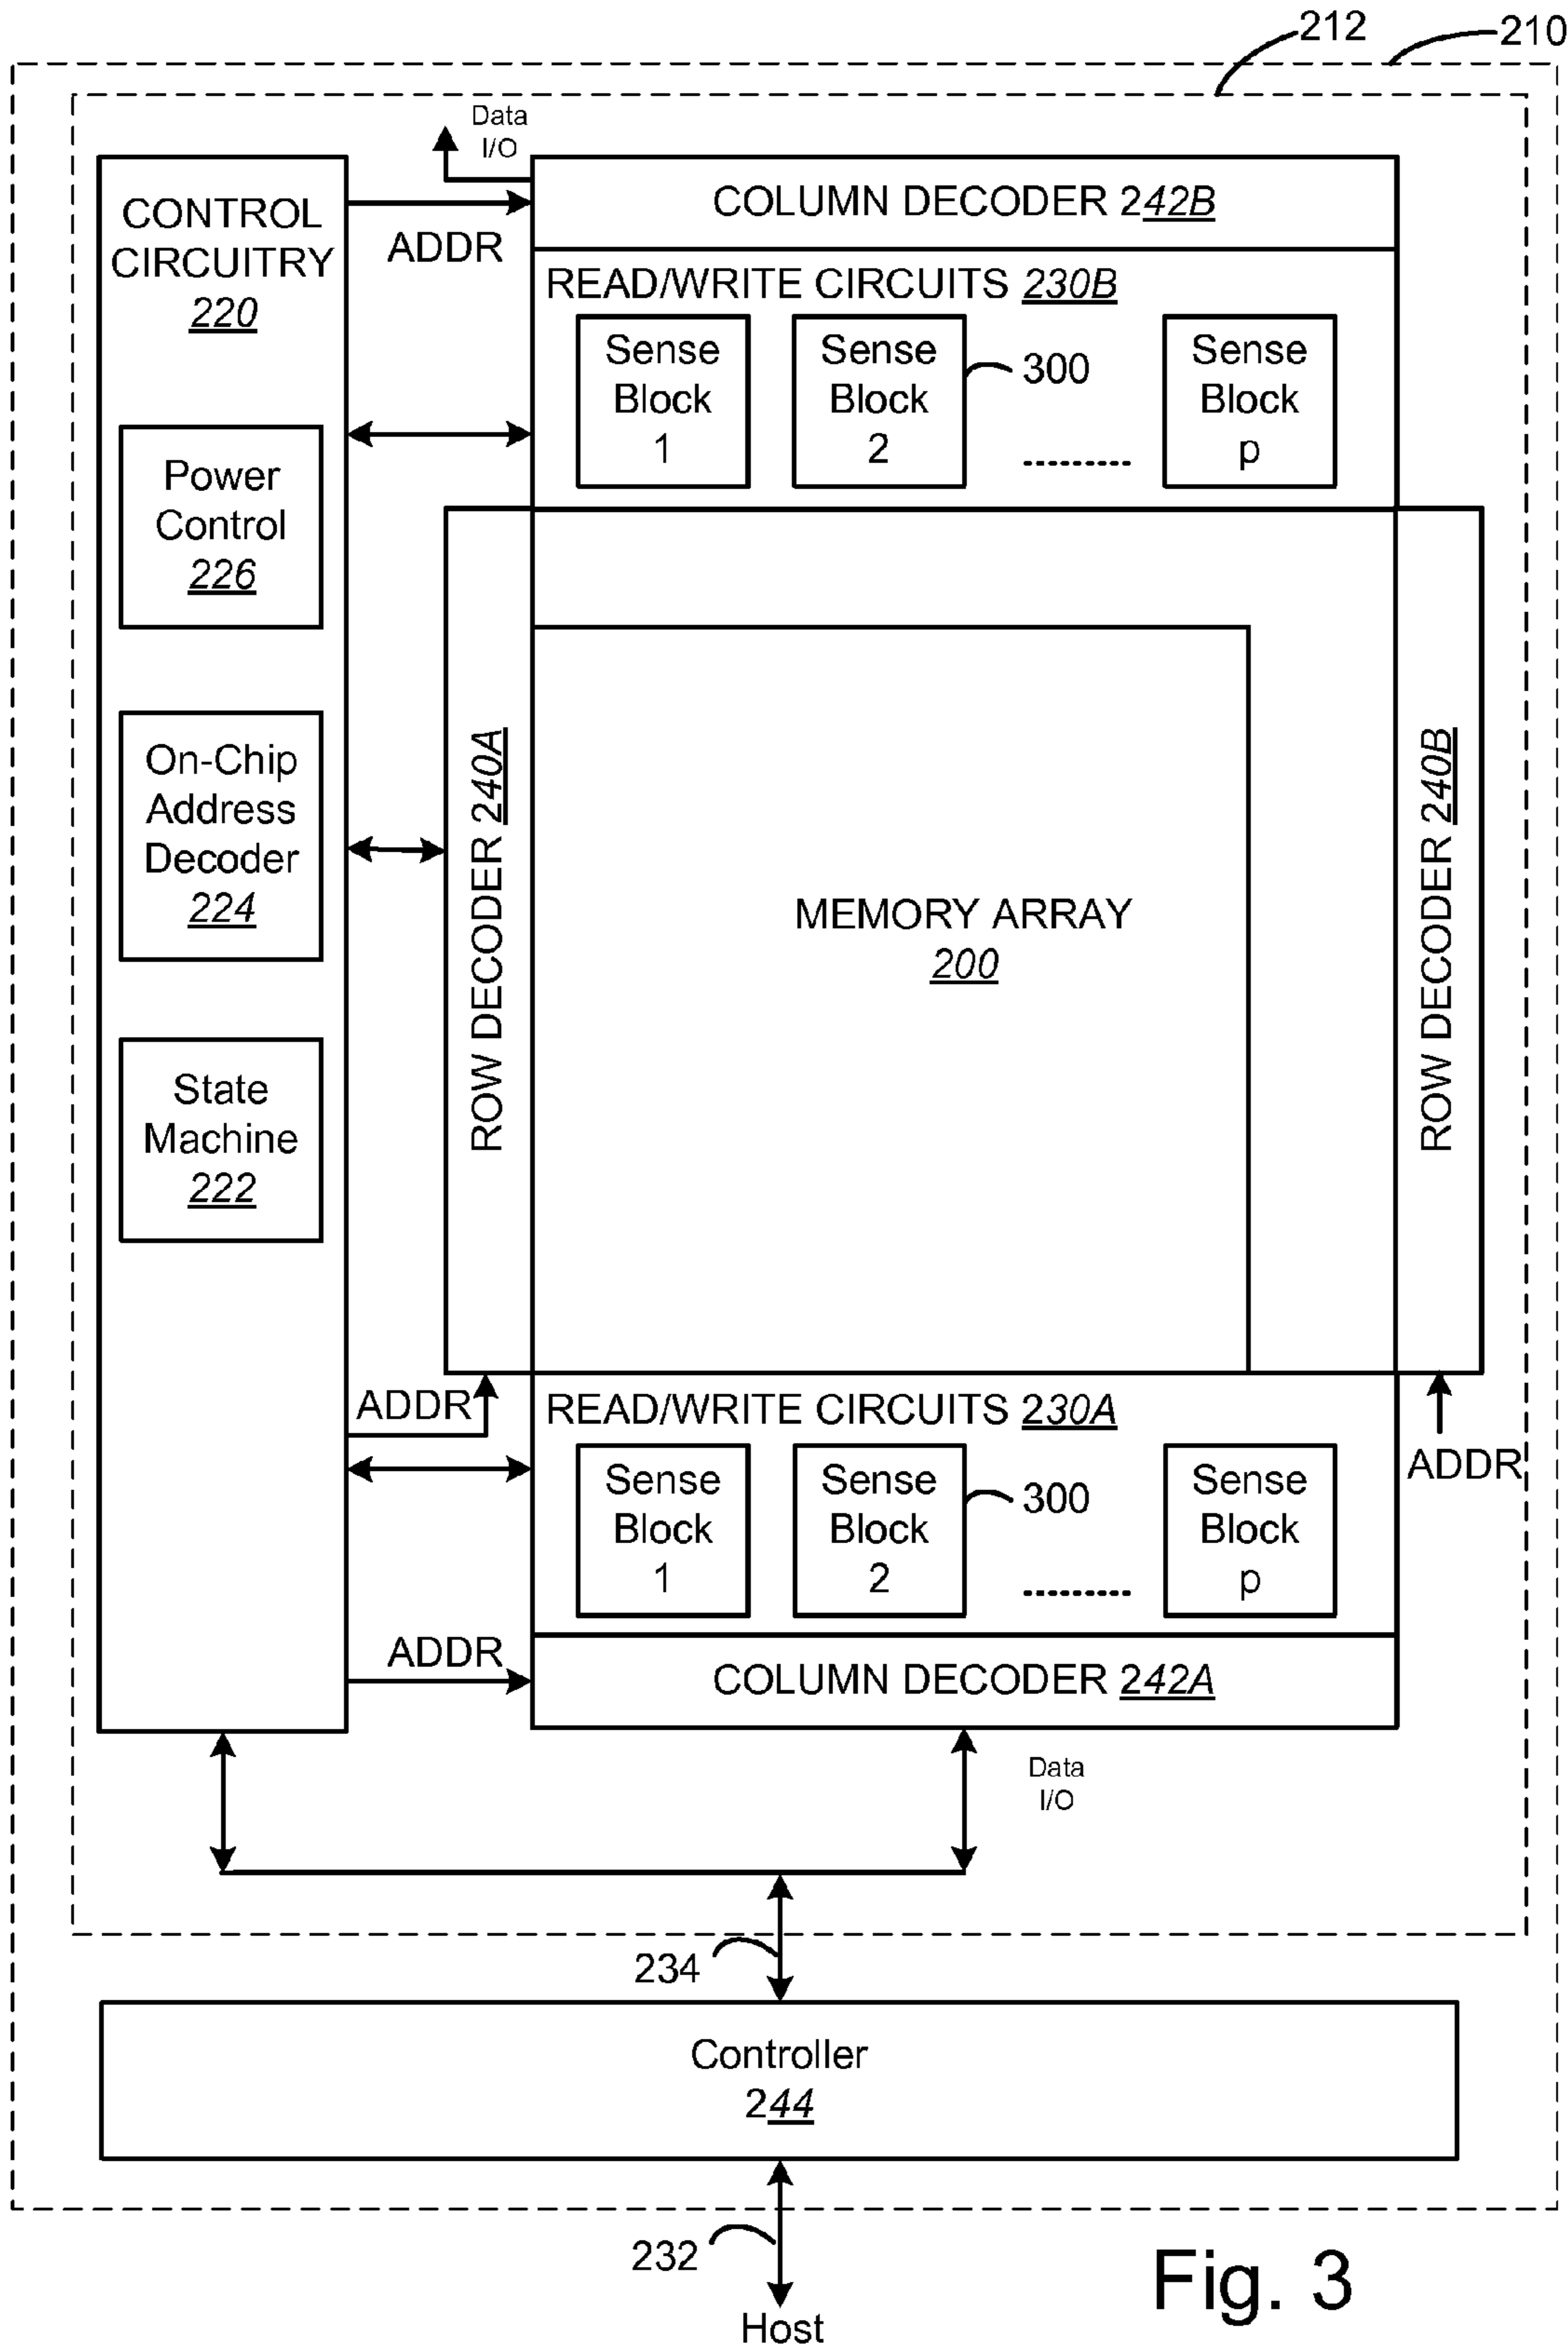 212
210
Data
I/O
CONTROL
CIRCUITRY
220
ADDR
COLUMN DECODER 242B
READ/WRITE CIRCUITS 230B
Sense
Block
1
Sense
Block
2
300
.........
Sense
Block
p
Power
Control
226
On-Chip
Address
Decoder
224
State
Machine
222
ROW DECODER 240A
MEMORY ARRAY
200
ROW DECODER 240B
ADDR
READ/WRITE CIRCUITS 230A
ADDR
Sense
Block
1
Sense
Block
2
300
.........
Sense
Block
p
ADDR
COLUMN DECODER 242A
Data
I/O
234
Controller
244
232
Host
Fig. 3